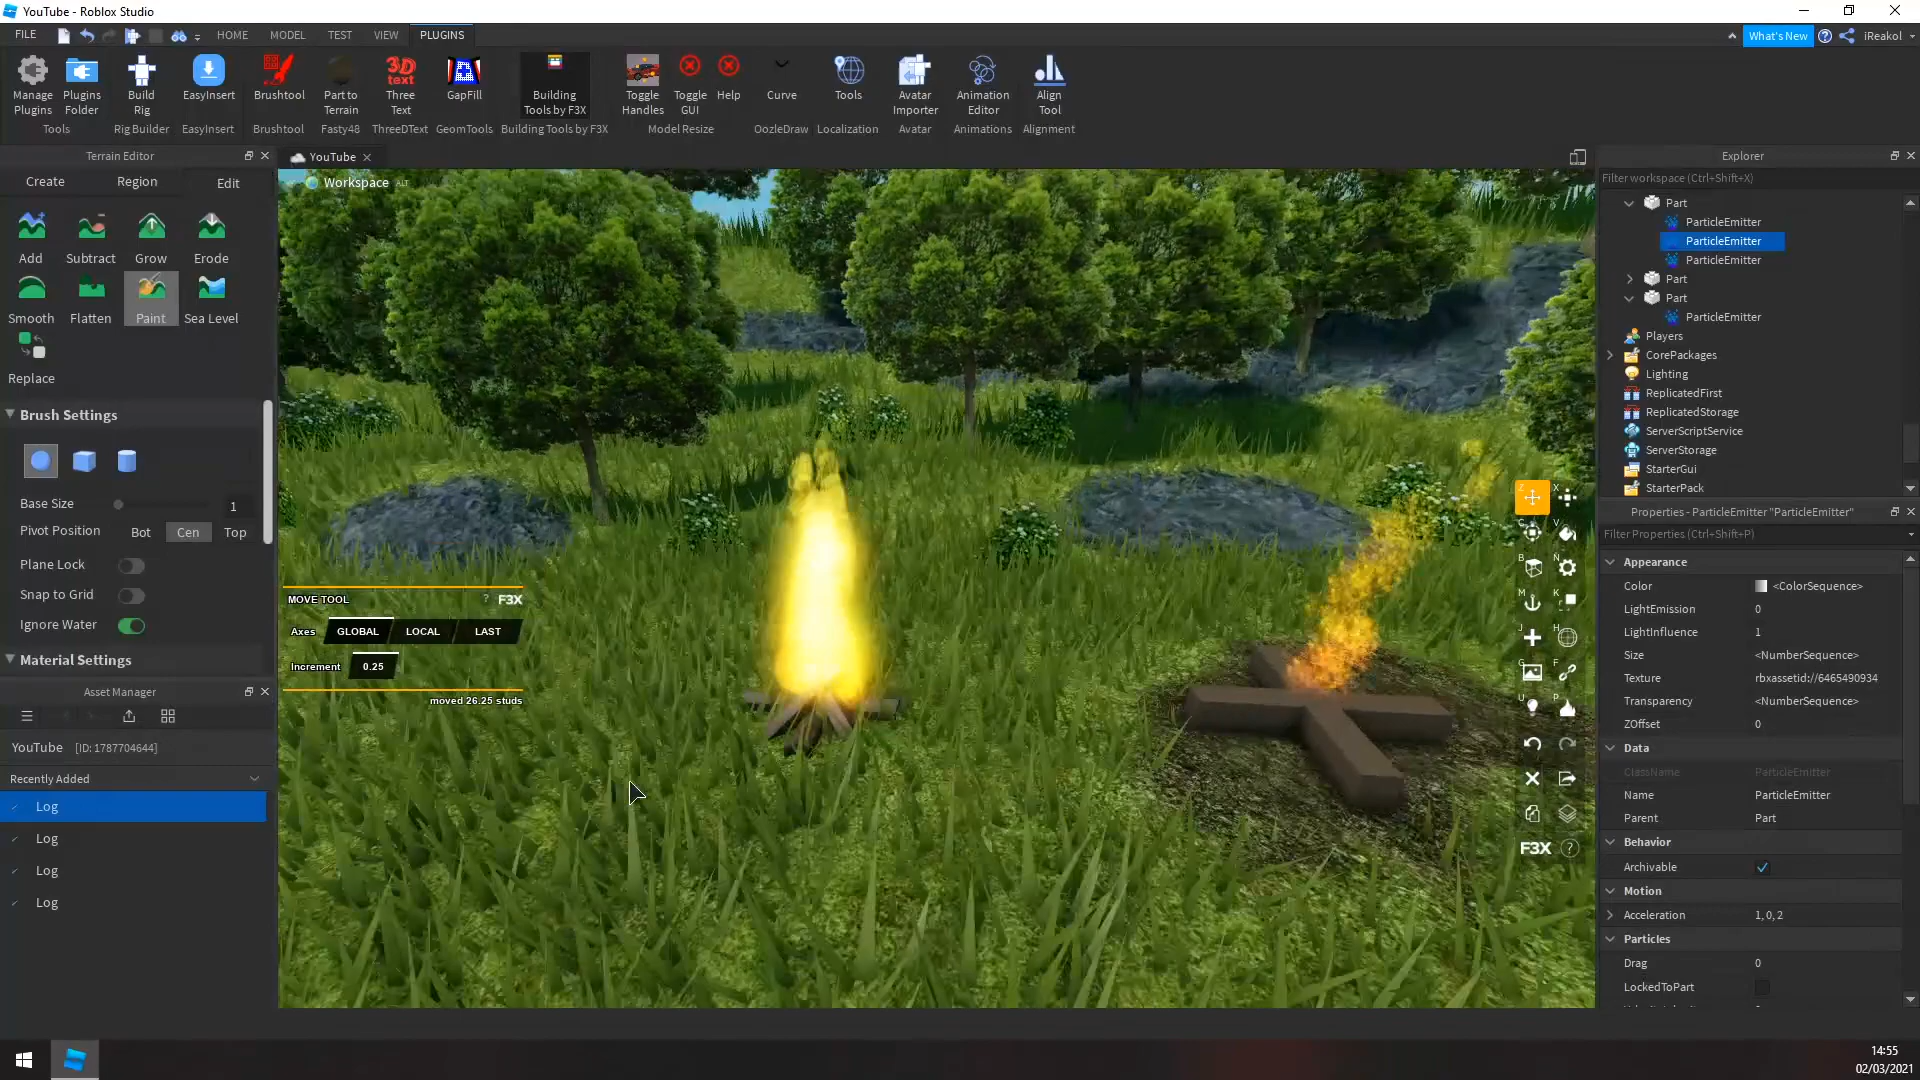 YouTube - Roblox Studio
FILE HOME MODEL TEST VIEW PLUGINS What's New iReakol
Manage Plugins
Plugins Folder
Tools
Build Rig
Rig Builder
EasyInsert
EasyInsert
Brushtool
Brushtool
Part to Terrain
Fasty48
Three Text
ThreeDText
3D text
GapFill
GeomTools
Building Tools by F3X
Building Tools by F3X
Toggle Handles
Toggle GUI
Help
Model Resize
Curve
OozleDraw
Tools
Localization
Avatar Importer
Avatar
Animation Editor
Animations
Align Tool
Alignment
Terrain Editor
Create Region Edit
Add Subtract Grow Erode
Smooth Flatten Paint Sea Level
Replace
Brush Settings
Base Size 1
Pivot Position Bot Cen Top
Plane Lock
Snap to Grid
Ignore Water
Material Settings
Asset Manager
YouTube [ID: 1787704644]
Recently Added
Log
Log
Log
Log
YouTube
Workspace ALT
MOVE TOOL ? F3X
Axes GLOBAL LOCAL LAST
Increment 0.25
moved 26.25 studs
Z X
C V
B N
M K
J H
G F
U P
F3X ?
Explorer
Filter workspace (Ctrl+Shift+X)
Part
ParticleEmitter
ParticleEmitter
ParticleEmitter
Part
Part
ParticleEmitter
Players
CorePackages
Lighting
ReplicatedFirst
ReplicatedStorage
ServerScriptService
ServerStorage
StarterGui
StarterPack
Properties - ParticleEmitter "ParticleEmitter"
Filter Properties (Ctrl+Shift+P)
Appearance
Color <ColorSequence>
LightEmission 0
LightInfluence 1
Size <NumberSequence>
Texture rbxassetid://6465490934
Transparency <NumberSequence>
ZOffset 0
Data
ClassName ParticleEmitter
Name ParticleEmitter
Parent Part
Behavior
Archivable
Motion
Acceleration 1, 0, 2
Particles
Drag 0
LockedToPart
14:55
02/03/2021